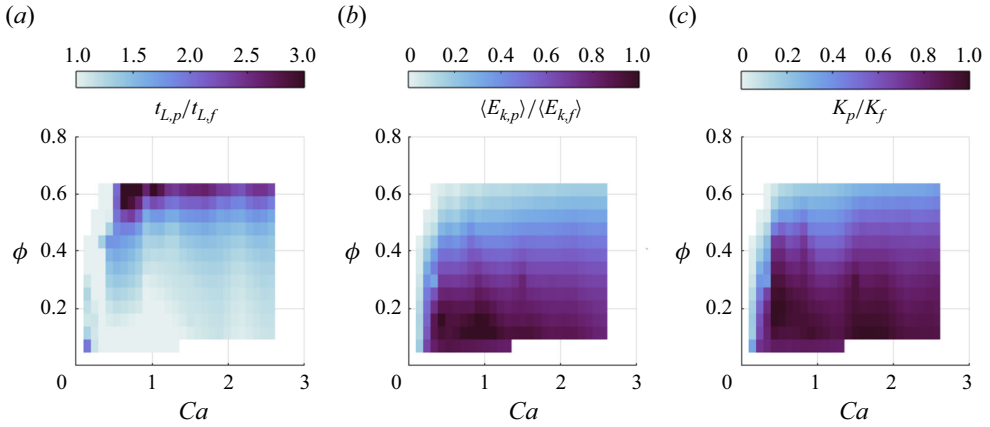 (a) (b) (c)
1.0 1.5 2.0 2.5 3.0 0 0.2 0.4 0.6 0.8 1.0 0 0.2 0.4 0.6 0.8 1.0
t_{L,p}/t_{L,f} ⟨E_{k,p}⟩/⟨E_{k,f}⟩ K_p/K_f
0.8 0.8 0.8
0.6 0.6 0.6
ϕ 0.4 ϕ 0.4 ϕ 0.4
0.2 0.2 0.2
0 1 2 3 0 1 2 3 0 1 2 3
Ca Ca Ca